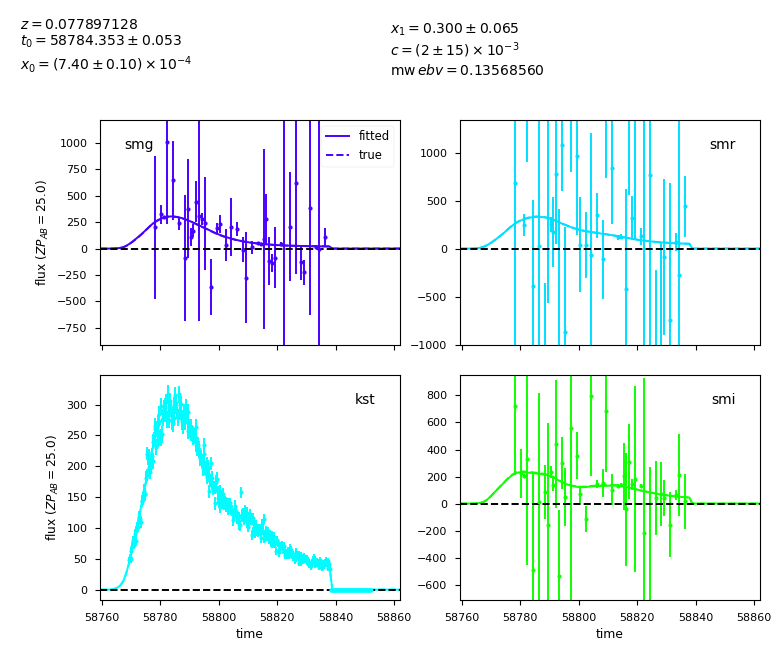 z = 0.077897128
t₀ = 58784.353 ± 0.053
x₀ = (7.40 ± 0.10) × 10⁻⁴
x₁ = 0.300 ± 0.065
c = (2 ± 15) × 10⁻³
mw ebv = 0.13568560
smg
fitted
true
1000
750
500
250
0
−250
−500
−750
flux (ZP_AB = 25.0)
smr
1000
500
0
−500
−1000
kst
300
250
200
150
100
50
0
flux (ZP_AB = 25.0)
58760 58780 58800 58820 58840 58860
time
smi
800
600
400
200
0
−200
−400
−600
58760 58780 58800 58820 58840 58860
time